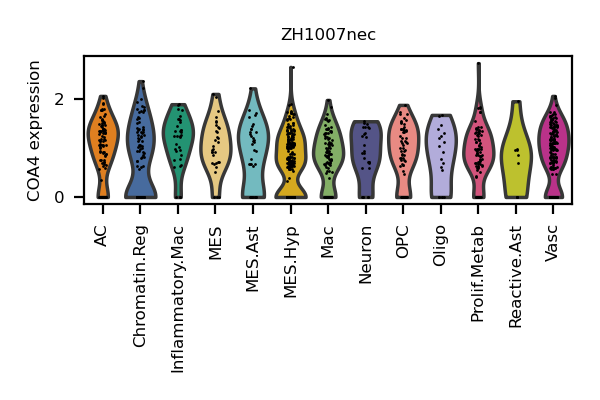 ZH1007nec
COA4 expression
2
0
AC
Chromatin.Reg
Inflammatory.Mac
MES
MES.Ast
MES.Hyp
Mac
Neuron
OPC
Oligo
Prolif.Metab
Reactive.Ast
Vasc